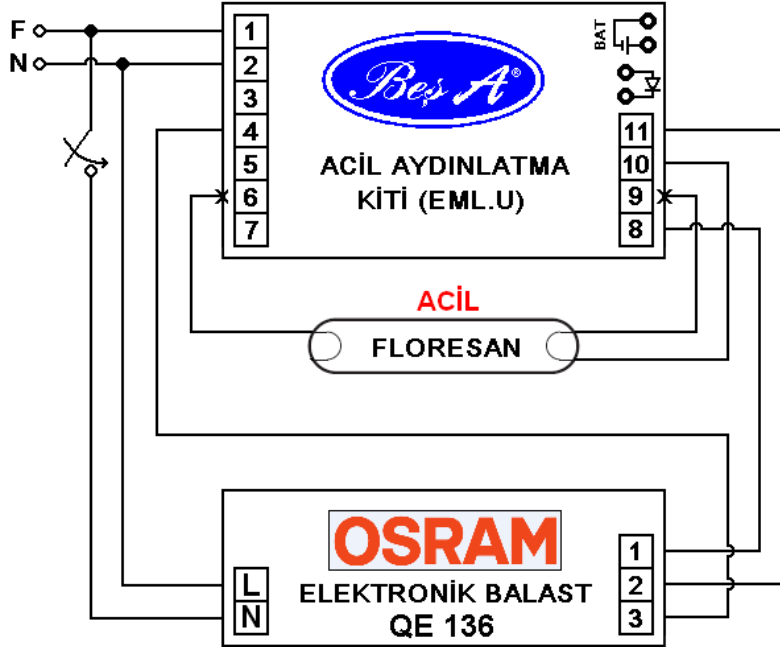 F
N
1
2
3
4
5
6
7
Beş A®
BAT
ACİL AYDINLATMA
KİTİ (EML.U)
11
10
9
8
ACİL
FLORESAN
OSRAM
ELEKTRONİK BALAST
QE 136
L
N
1
2
3